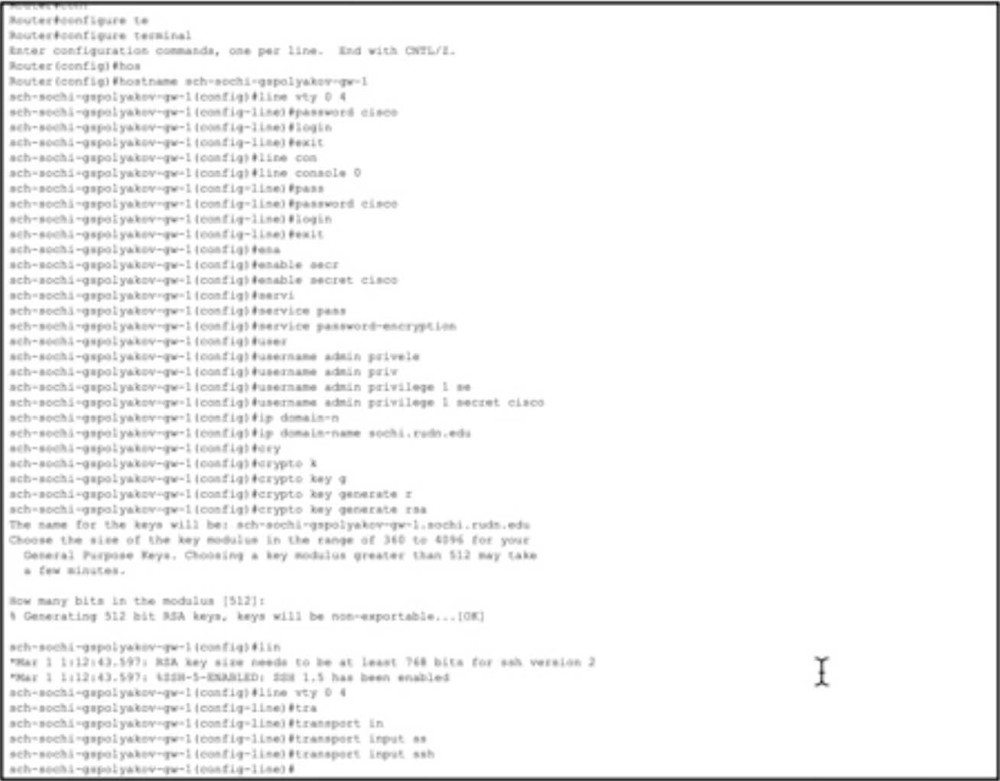 Router#conf
Router#configure te
Router#configure terminal
Enter configuration commands, one per line.  End with CNTL/Z.
Router(config)#hos
Router(config)#hostname sch-sochi-gspolyakov-gw-1
sch-sochi-gspolyakov-gw-1(config)#line vty 0 4
sch-sochi-gspolyakov-gw-1(config-line)#password cisco
sch-sochi-gspolyakov-gw-1(config-line)#login
sch-sochi-gspolyakov-gw-1(config-line)#exit
sch-sochi-gspolyakov-gw-1(config)#line con
sch-sochi-gspolyakov-gw-1(config)#line console 0
sch-sochi-gspolyakov-gw-1(config-line)#pass
sch-sochi-gspolyakov-gw-1(config-line)#password cisco
sch-sochi-gspolyakov-gw-1(config-line)#login
sch-sochi-gspolyakov-gw-1(config-line)#exit
sch-sochi-gspolyakov-gw-1(config)#ena
sch-sochi-gspolyakov-gw-1(config)#enable secr
sch-sochi-gspolyakov-gw-1(config)#enable secret cisco
sch-sochi-gspolyakov-gw-1(config)#servi
sch-sochi-gspolyakov-gw-1(config)#service pass
sch-sochi-gspolyakov-gw-1(config)#service password-encryption
sch-sochi-gspolyakov-gw-1(config)#user
sch-sochi-gspolyakov-gw-1(config)#username admin privele
sch-sochi-gspolyakov-gw-1(config)#username admin priv
sch-sochi-gspolyakov-gw-1(config)#username admin privilege 1 se
sch-sochi-gspolyakov-gw-1(config)#username admin privilege 1 secret cisco
sch-sochi-gspolyakov-gw-1(config)#ip domain-n
sch-sochi-gspolyakov-gw-1(config)#ip domain-name sochi.rudn.edu
sch-sochi-gspolyakov-gw-1(config)#cry
sch-sochi-gspolyakov-gw-1(config)#crypto k
sch-sochi-gspolyakov-gw-1(config)#crypto key g
sch-sochi-gspolyakov-gw-1(config)#crypto key generate r
sch-sochi-gspolyakov-gw-1(config)#crypto key generate rsa
The name for the keys will be: sch-sochi-gspolyakov-gw-1.sochi.rudn.edu
Choose the size of the key modulus in the range of 360 to 4096 for your
  General Purpose Keys. Choosing a key modulus greater than 512 may take
  a few minutes.

How many bits in the modulus [512]:
% Generating 512 bit RSA keys, keys will be non-exportable...[OK]

sch-sochi-gspolyakov-gw-1(config)#lin
*Mar 1 1:12:43.597: RSA key size needs to be at least 768 bits for ssh version 2
*Mar 1 1:12:43.597: %SSH-5-ENABLED: SSH 1.5 has been enabled
sch-sochi-gspolyakov-gw-1(config)#line vty 0 4
sch-sochi-gspolyakov-gw-1(config-line)#tra
sch-sochi-gspolyakov-gw-1(config-line)#transport in
sch-sochi-gspolyakov-gw-1(config-line)#transport input ss
sch-sochi-gspolyakov-gw-1(config-line)#transport input ssh
sch-sochi-gspolyakov-gw-1(config-line)#